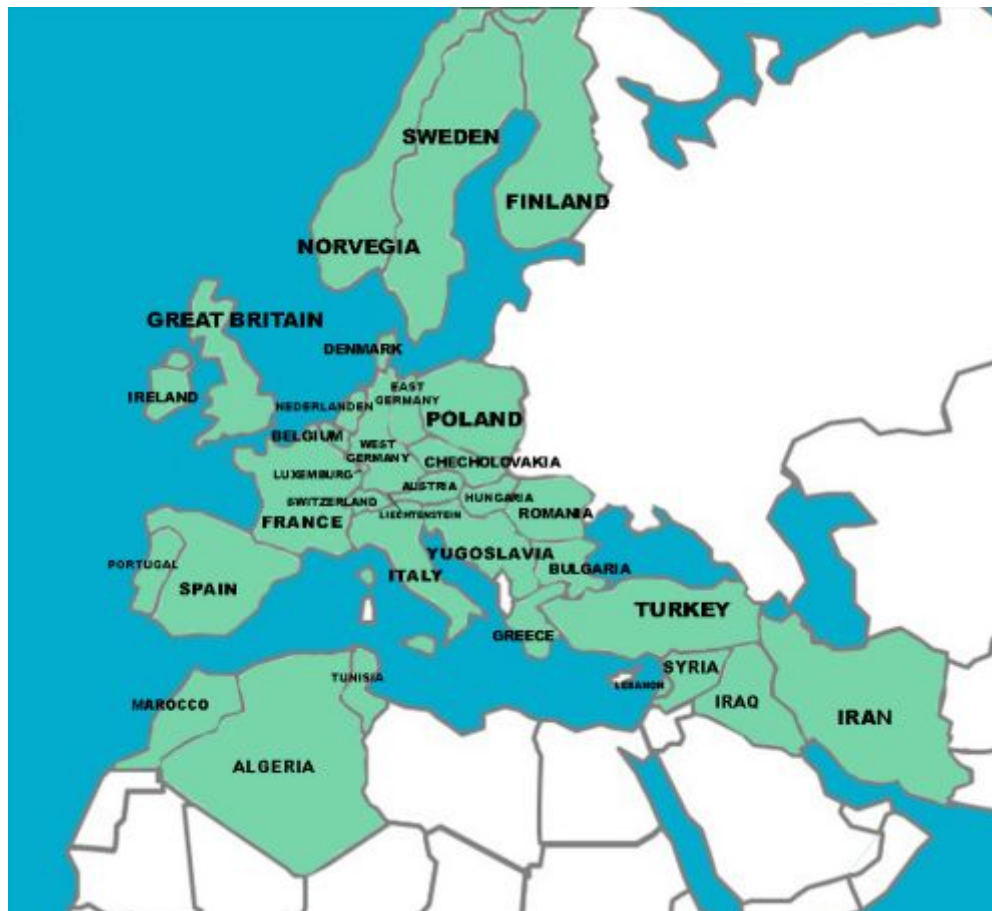 SWEDEN
FINLAND
NORVEGIA
GREAT BRITAIN
DENMARK
EAST
GERMANY
IRELAND
NEDERLANDEN
POLAND
BELGIUM
WEST
GERMANY
CHECHOLOVAKIA
LUXEMBURG
AUSTRIA
SWITZERLAND
HUNGARIA
LIECHTENSTEIN
ROMANIA
FRANCE
YUGOSLAVIA
PORTUGAL
BULGARIA
ITALY
SPAIN
TURKEY
GREECE
SYRIA
TUNISIA
LEBANON
MAROCCO
IRAQ
IRAN
ALGERIA